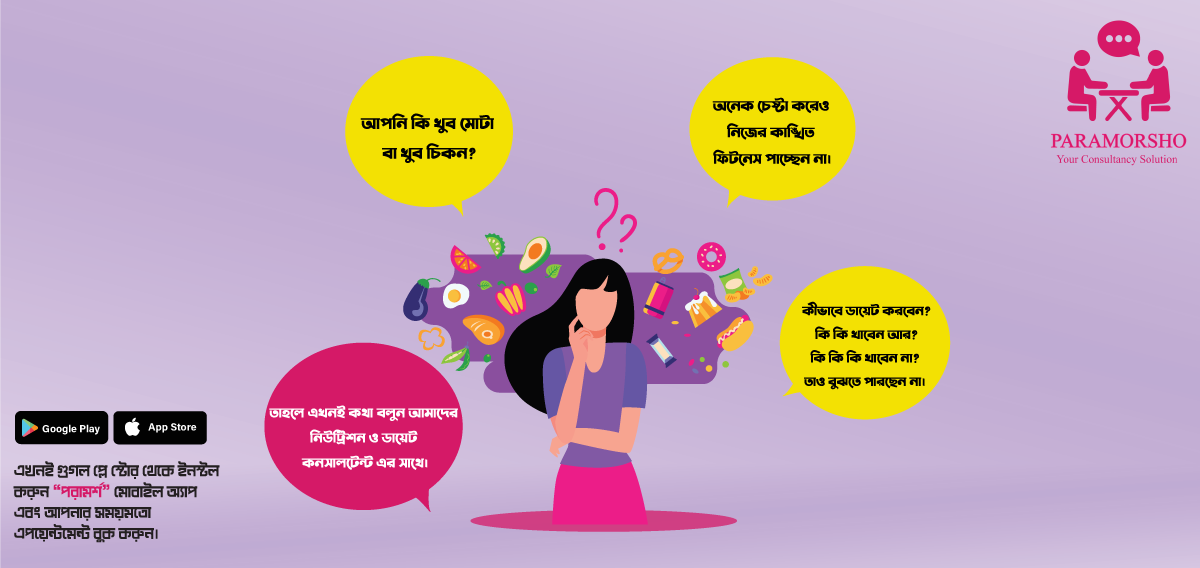 আপনি কি খুব মোটা
বা খুব চিকন?
অনেক চেস্টা করেও
নিজের কাঙ্খিত
ফিটনেস পাচ্ছেন না।
PARAMORSHO
Your Consultancy Solution
কীভাবে ডায়েট করবেন?
কি কি খাবেন আর?
কি কি কি খাবেন না?
তাও বুঝতে পারছেন না।
তাহলে এখনই কথা বলুন আমাদের
নিউট্রিশন ও ডায়েট
কনসালটেন্ট এর সাথে।
Google Play
App Store
এখনই গুগল প্লে স্টোর থেকে ইনস্টল
করুন “পরামর্শ” মোবাইল অ্যাপ
এবং আপনার সময়মতো
এপয়েন্টমেন্ট বুক করুন।